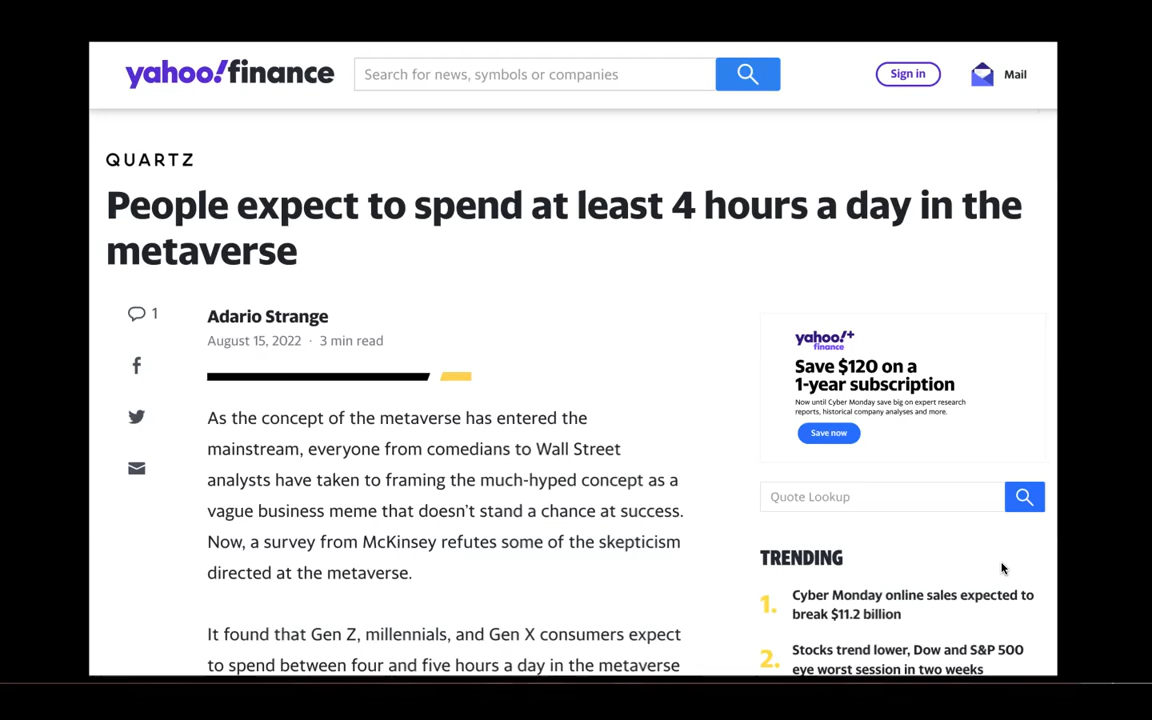 yahoo!finance
Search for news, symbols or companies
Sign in
Mail
QUARTZ
People expect to spend at least 4 hours a day in the
metaverse
1
Adario Strange
August 15, 2022 · 3 min read
As the concept of the metaverse has entered the
mainstream, everyone from comedians to Wall Street
analysts have taken to framing the much-hyped concept as a
vague business meme that doesn't stand a chance at success.
Now, a survey from McKinsey refutes some of the skepticism
directed at the metaverse.
It found that Gen Z, millennials, and Gen X consumers expect
to spend between four and five hours a day in the metaverse
yahoo!+
finance
Save $120 on a
1-year subscription
Now until Cyber Monday save big on expert research
reports, historical company analyses and more.
Save now
Quote Lookup
TRENDING
1. Cyber Monday online sales expected to
break $11.2 billion
2. Stocks trend lower, Dow and S&P 500
eye worst session in two weeks